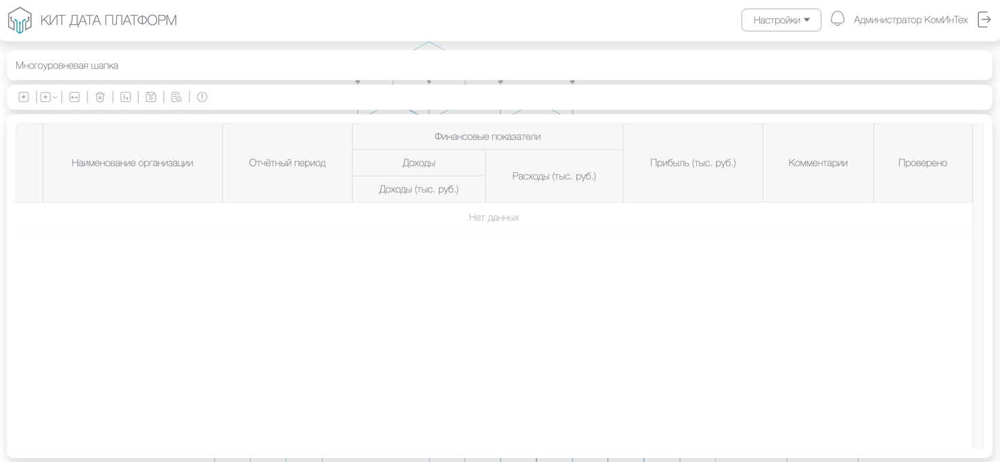 КИТ ДАТА ПЛАТФОРМ
Настройки
Администратор КомИнТех
Многоуровневая шапка
Наименование организации
Отчётный период
Финансовые показатели
Доходы
Доходы (тыс. руб.)
Расходы (тыс. руб.)
Прибыль (тыс. руб.)
Комментарии
Проверено
Нет данных